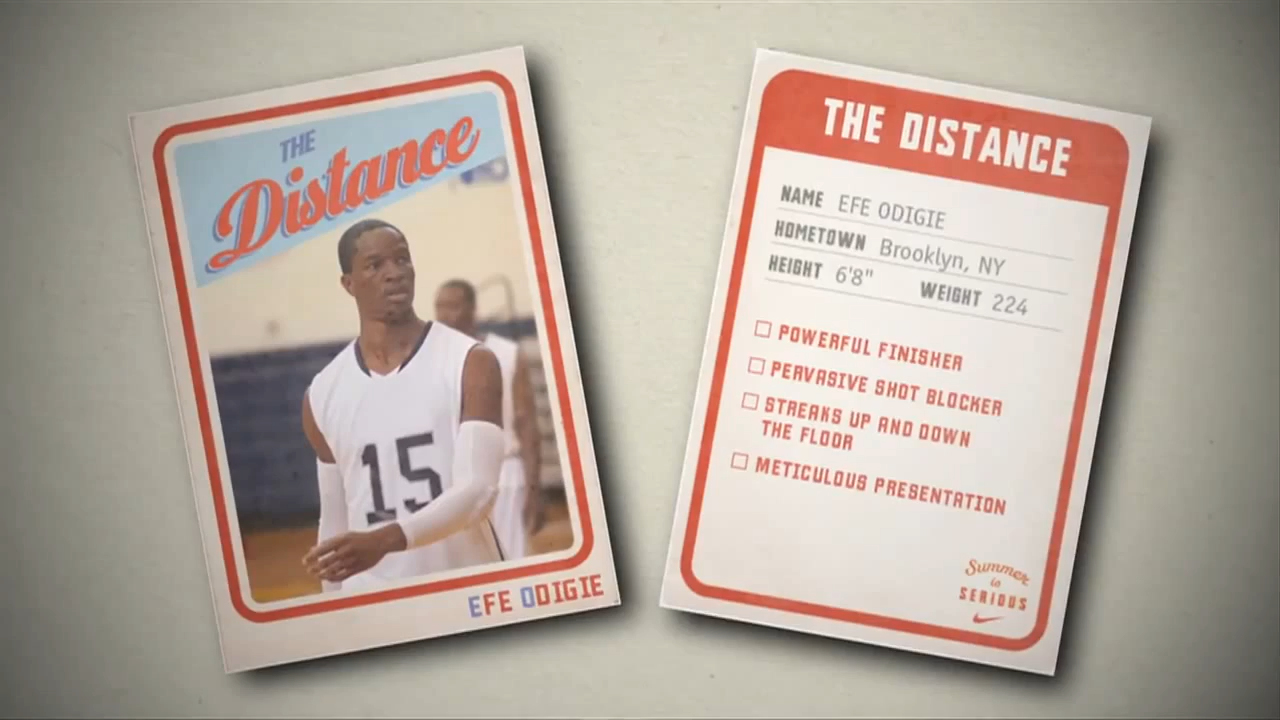 THE
Distance
15
EFE ODIGIE
THE DISTANCE
NAME EFE ODIGIE
HOMETOWN Brooklyn, NY
HEIGHT 6'8" WEIGHT 224
POWERFUL FINISHER
PERVASIVE SHOT BLOCKER
STREAKS UP AND DOWN
THE FLOOR
METICULOUS PRESENTATION
Summer
is
SERIOUS